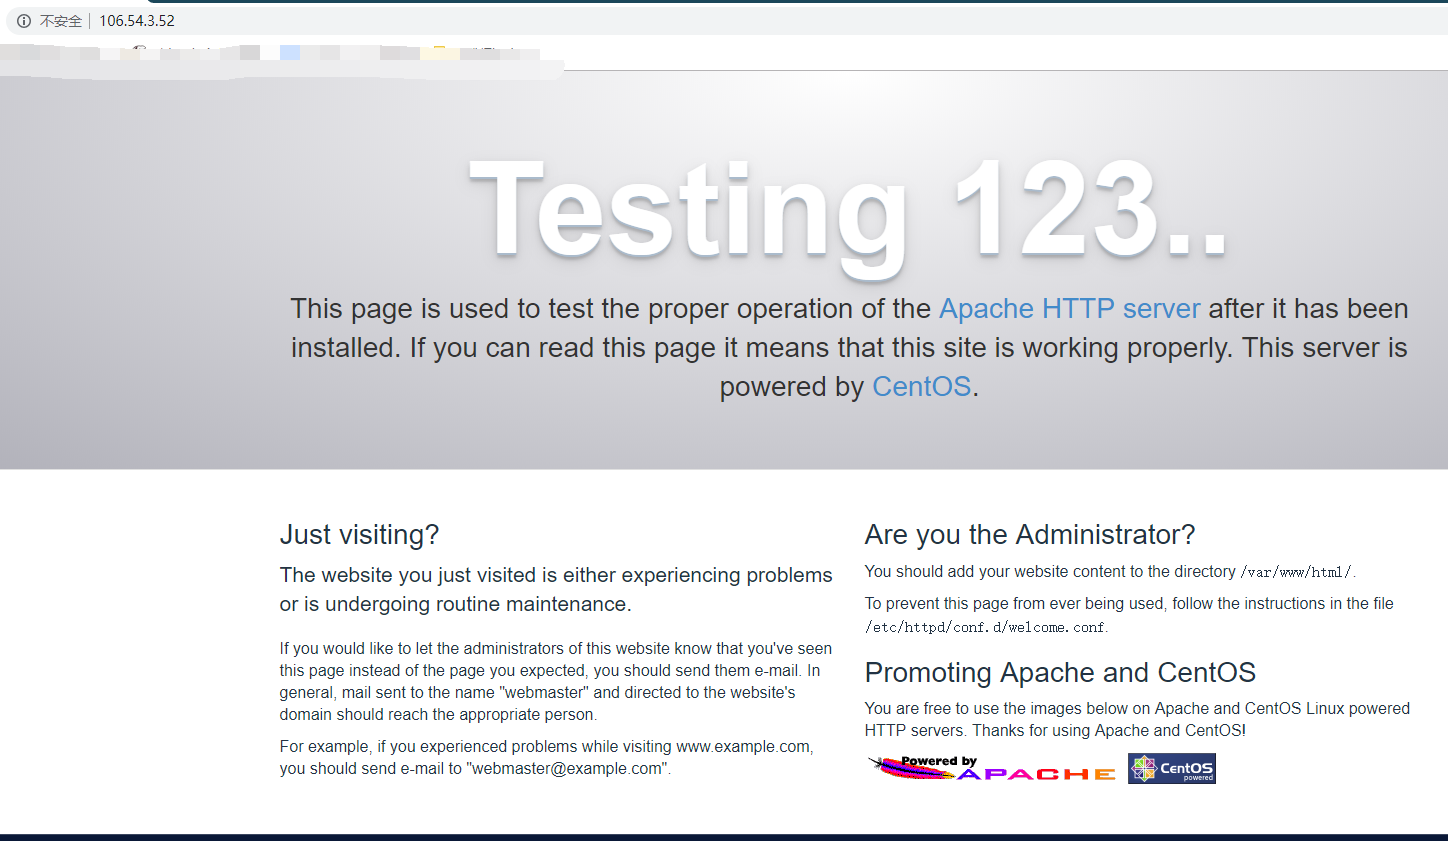 不安全 106.54.3.52
Testing 123..
This page is used to test the proper operation of the Apache HTTP server after it has been
installed. If you can read this page it means that this site is working properly. This server is
powered by CentOS.
Just visiting?
The website you just visited is either experiencing problems
or is undergoing routine maintenance.
If you would like to let the administrators of this website know that you've seen
this page instead of the page you expected, you should send them e-mail. In
general, mail sent to the name "webmaster" and directed to the website's
domain should reach the appropriate person.
For example, if you experienced problems while visiting www.example.com,
you should send e-mail to "webmaster@example.com".
Are you the Administrator?
You should add your website content to the directory /var/www/html/.
To prevent this page from ever being used, follow the instructions in the file
/etc/httpd/conf.d/welcome.conf.
Promoting Apache and CentOS
You are free to use the images below on Apache and CentOS Linux powered
HTTP servers. Thanks for using Apache and CentOS!
Powered by
APACHE
CentOS
powered